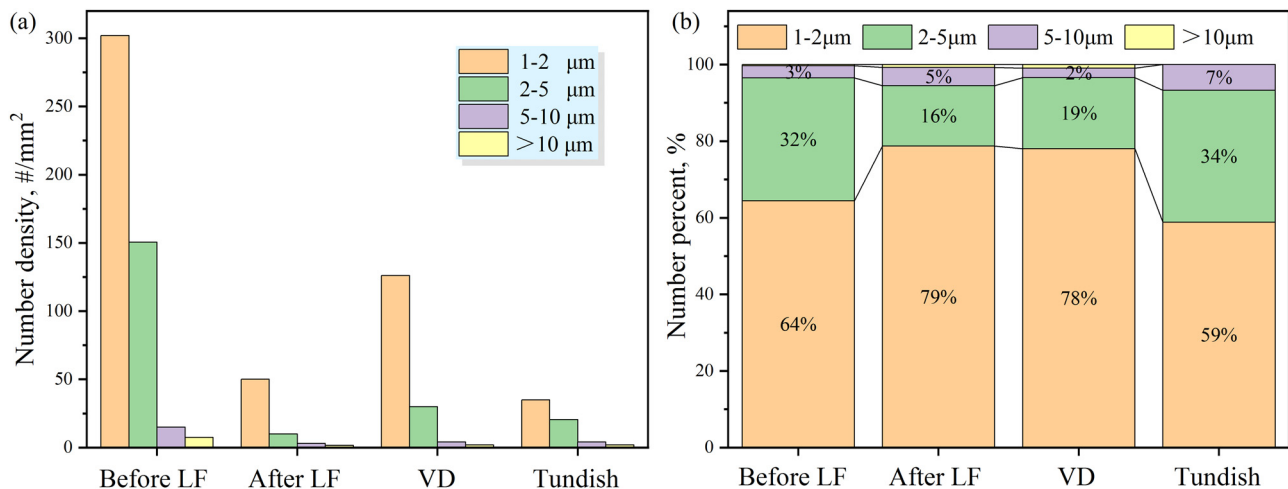 (a)
Number density, #/mm²
300
250
200
150
100
50
0
1-2 μm
2-5 μm
5-10 μm
＞10 μm
Before LF
After LF
VD
Tundish
(b)
1-2μm
2-5μm
5-10μm
＞10μm
Number percent, %
100
80
60
40
20
0
3%
5%
2%
7%
32%
16%
19%
34%
64%
79%
78%
59%
Before LF
After LF
VD
Tundish